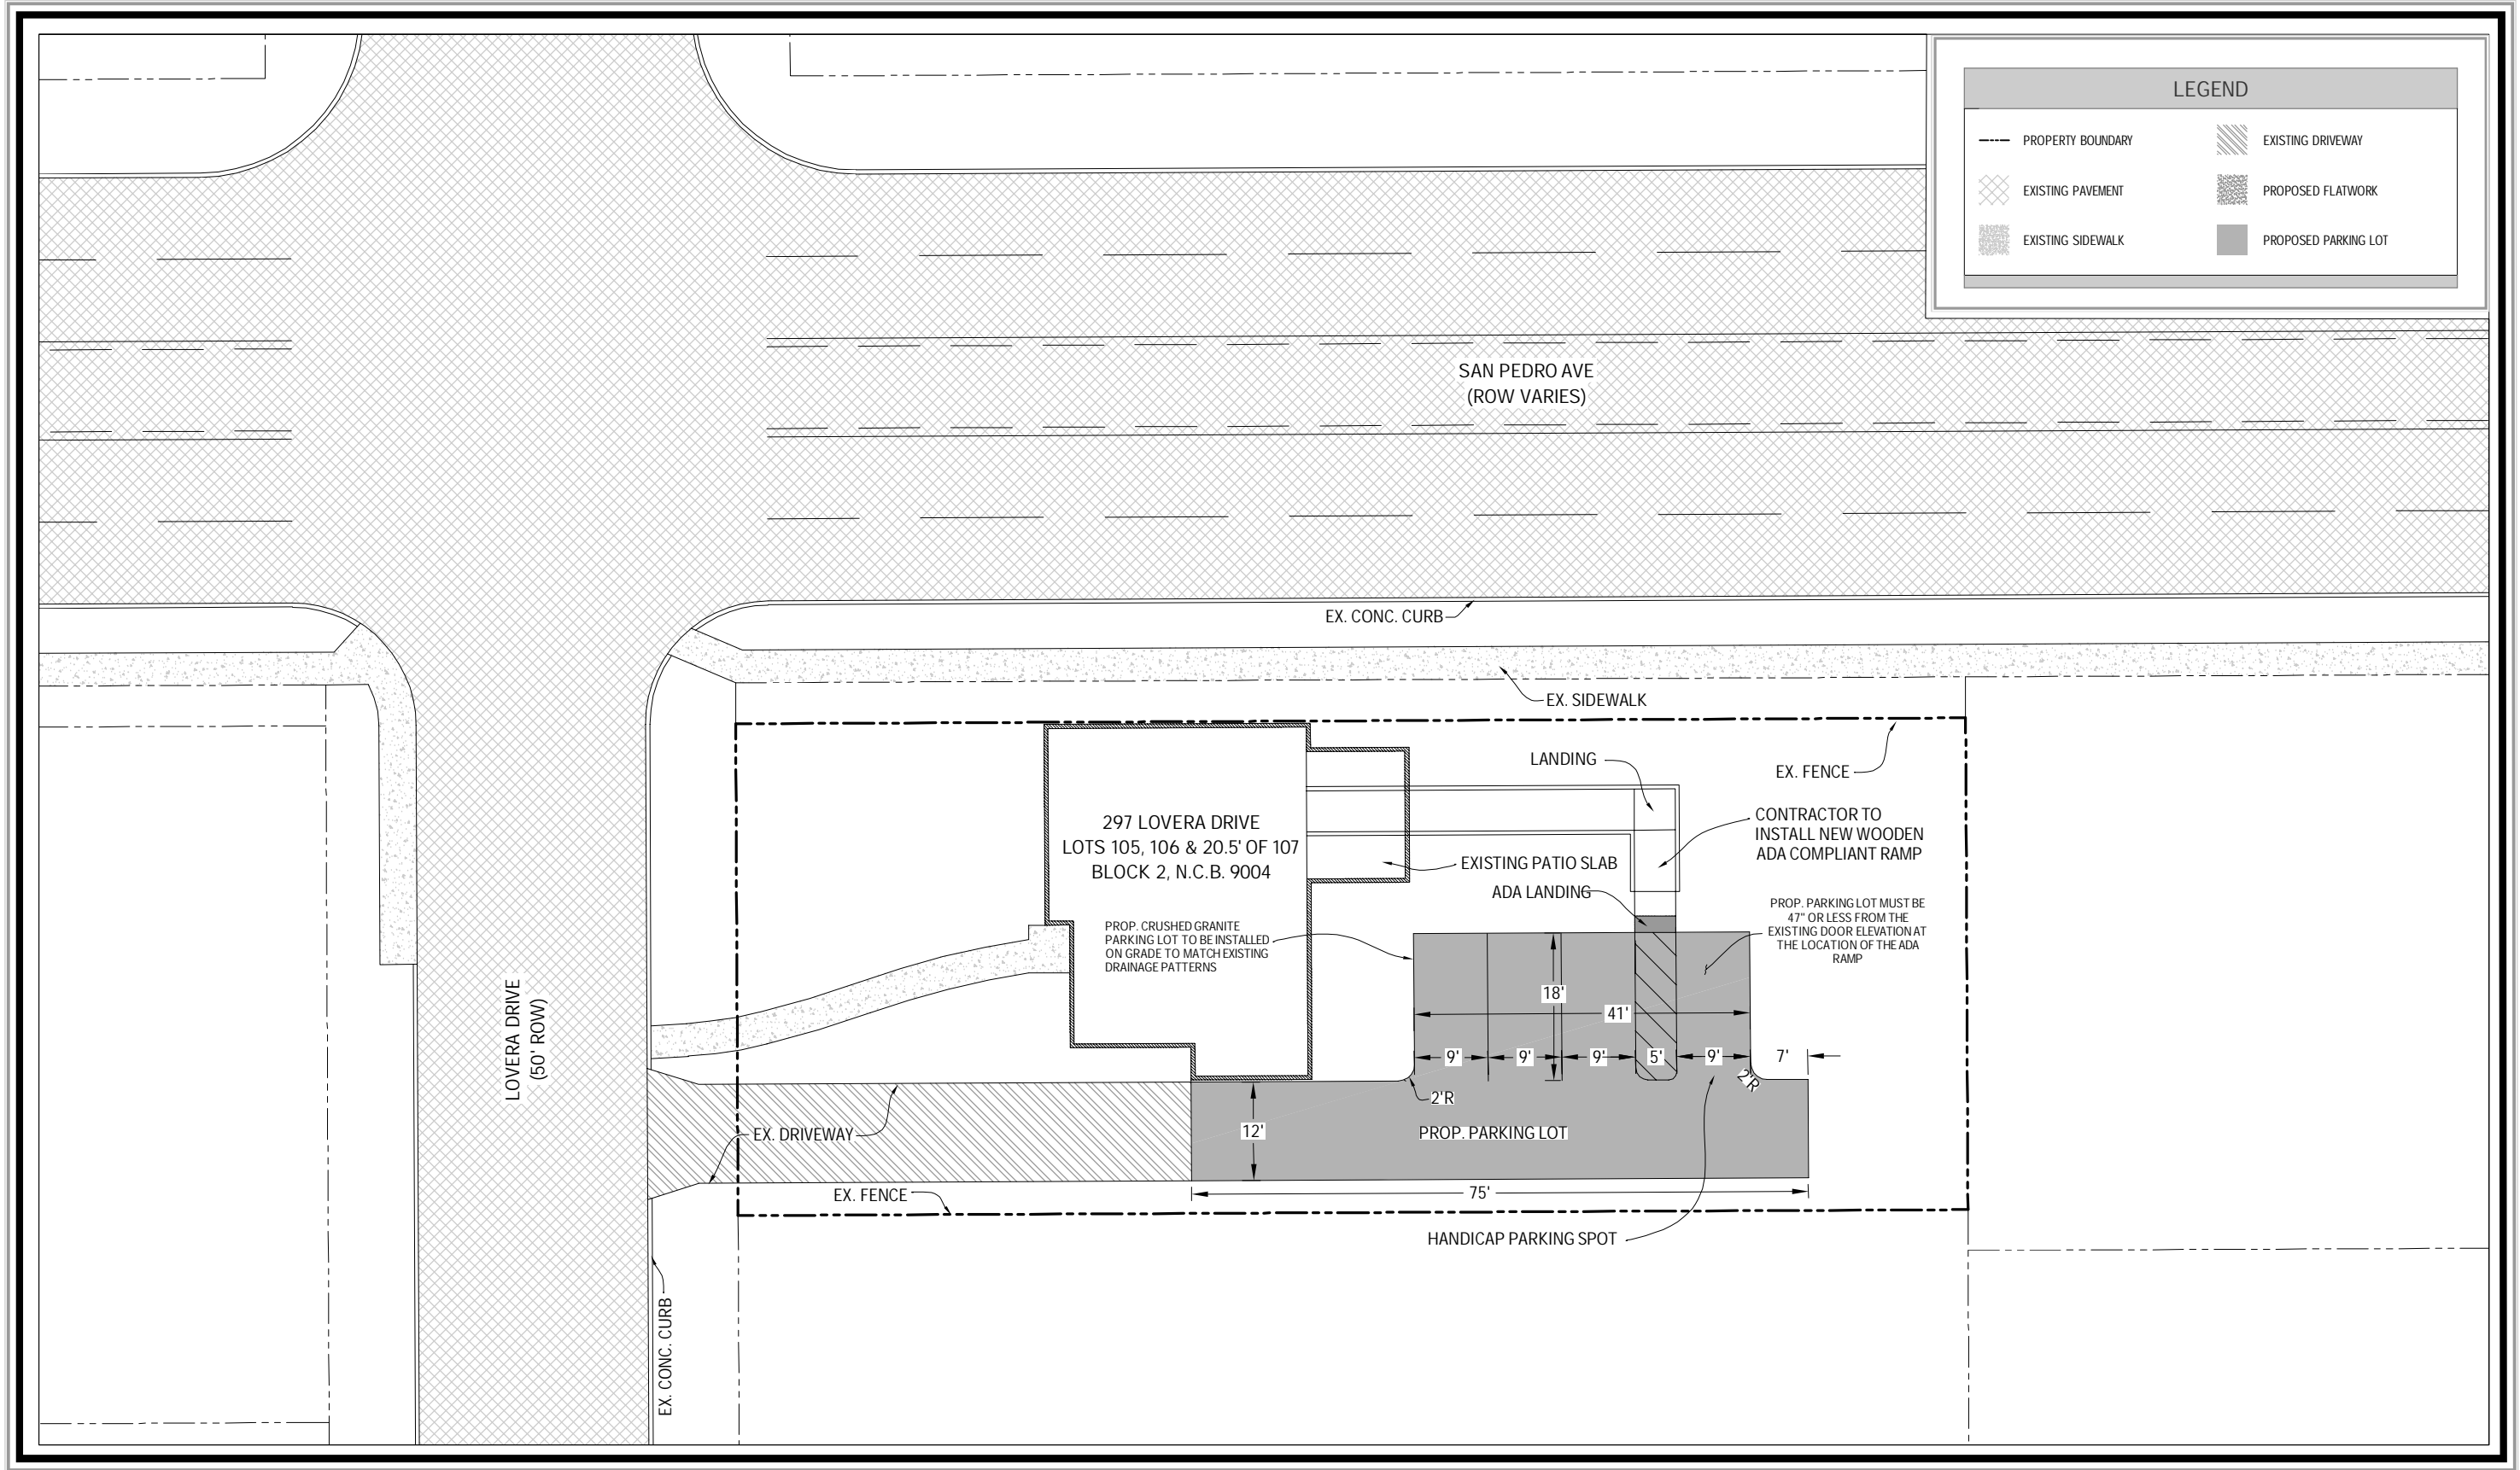 LEGEND
PROPERTY BOUNDARY
EXISTING DRIVEWAY
EXISTING PAVEMENT
PROPOSED FLATWORK
EXISTING SIDEWALK
PROPOSED PARKING LOT
SAN PEDRO AVE
(ROW VARIES)
EX. CONC. CURB
EX. SIDEWALK
LANDING
EX. FENCE
CONTRACTOR TO
INSTALL NEW WOODEN
ADA COMPLIANT RAMP
297 LOVERA DRIVE
LOTS 105, 106 & 20.5' OF 107
BLOCK 2, N.C.B. 9004
EXISTING PATIO SLAB
ADA LANDING
PROP. PARKING LOT MUST BE
47" OR LESS FROM THE
EXISTING DOOR ELEVATION AT
THE LOCATION OF THE ADA
RAMP
PROP. CRUSHED GRANITE
PARKING LOT TO BE INSTALLED
ON GRADE TO MATCH EXISTING
DRAINAGE PATTERNS
18'
41'
9'
9'
9'
5'
9'
7'
2'R
2'R
LOVERA DRIVE
(50' ROW)
EX. DRIVEWAY
12'
PROP. PARKING LOT
75'
EX. FENCE
HANDICAP PARKING SPOT
EX. CONC. CURB